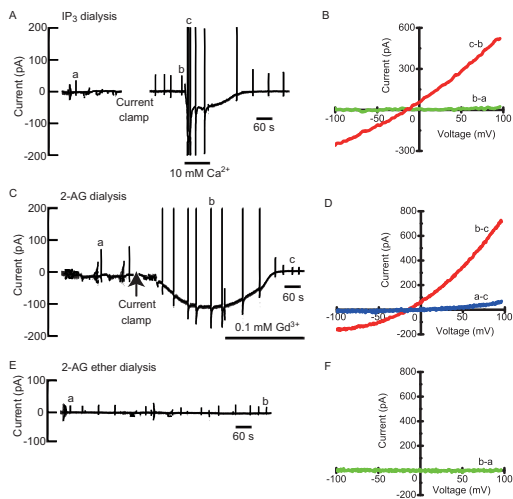 A
IP3 dialysis
200
100
0
-100
200
Current (pA)
a
b
c
Current
clamp
60 s
10 mM Ca2+
B
600
300
-300
Current (pA)
c-b
b-a
-100
-50
0
50
100
Voltage (mV)
C
2-AG dialysis
200
100
0
-100
-200
Current (pA)
a
b
c
Current
clamp
60 s
0.1 mM Gd3+
D
800
600
400
200
-200
Current (pA)
b-c
a-c
-100
-50
0
50
100
Voltage (mV)
E
2-AG ether dialysis
100
0
-100
Current (pA)
a
b
60 s
F
800
600
400
200
-200
Current (pA)
b-a
-100
-50
0
50
100
Voltage (mV)